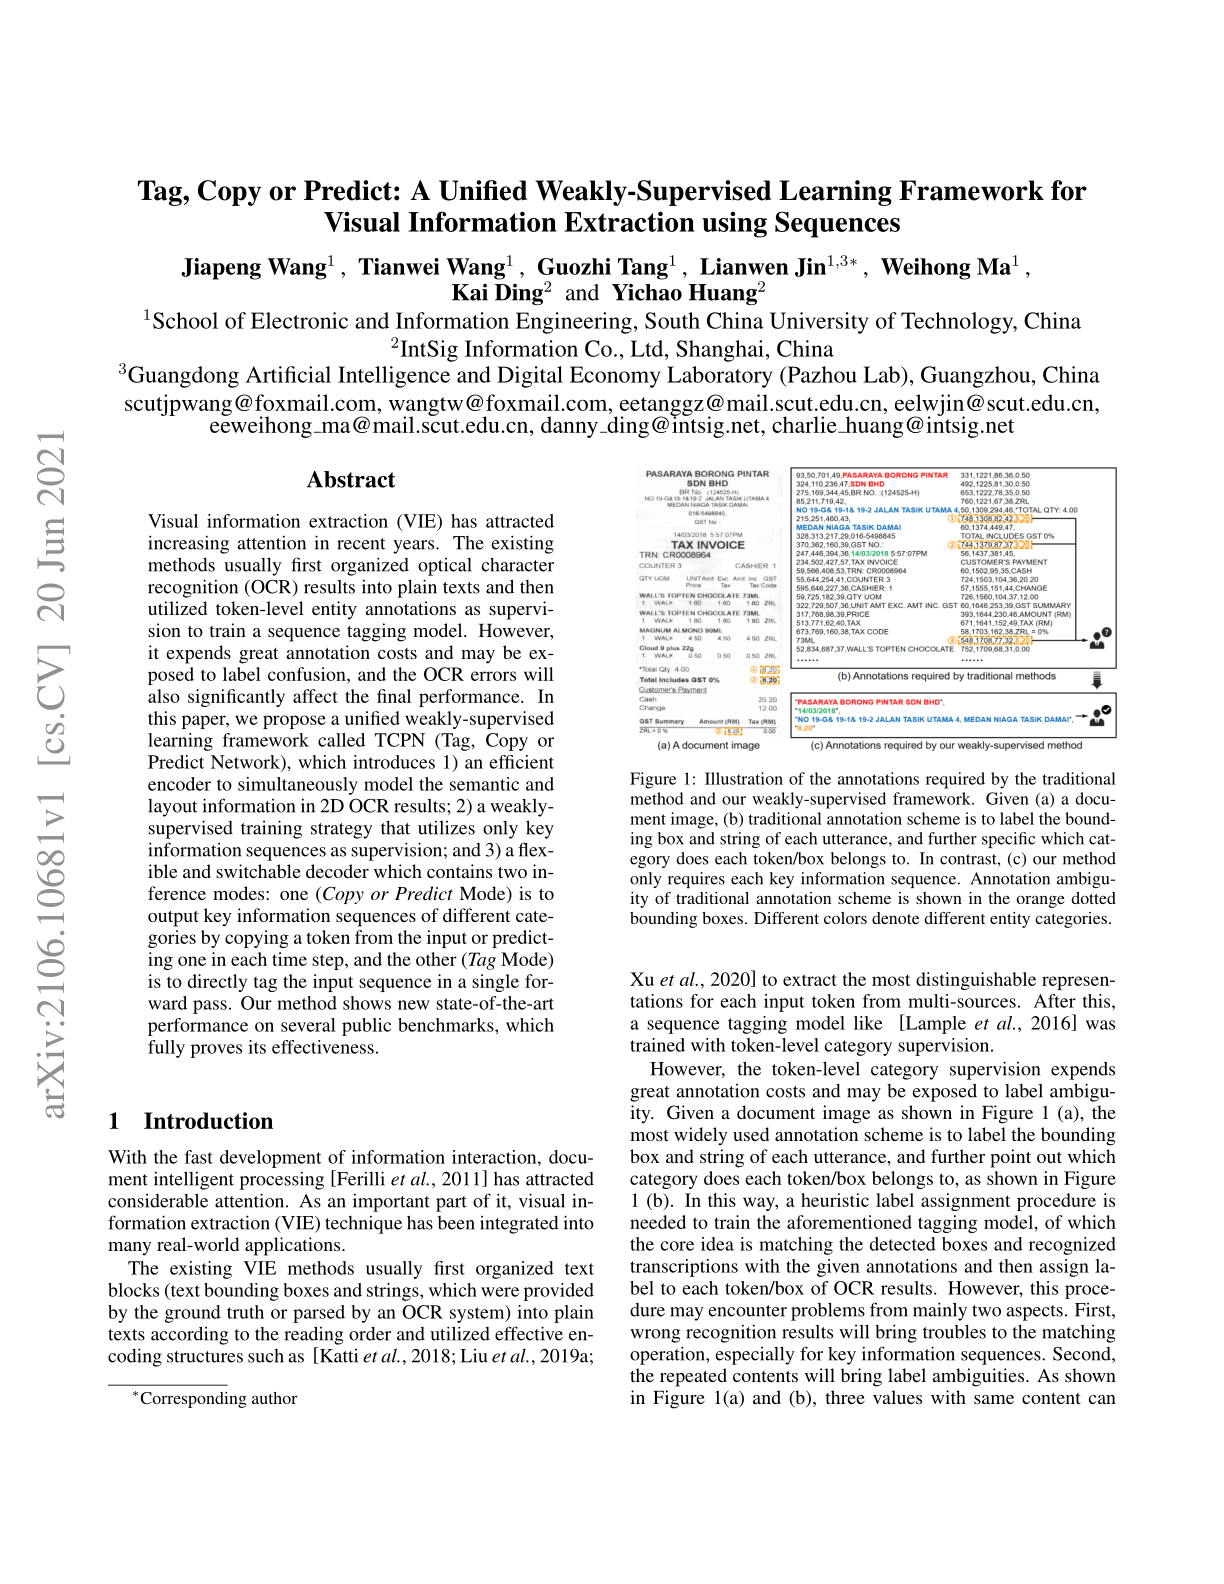 arXiv:2106.10681v1 [cs.CV] 20 Jun 2021
Tag, Copy or Predict: A Unified Weakly-Supervised Learning Framework for
Visual Information Extraction using Sequences
Jiapeng Wang1 , Tianwei Wang1 , Guozhi Tang1 , Lianwen Jin1,3∗ , Weihong Ma1 ,
Kai Ding2 and Yichao Huang2
1School of Electronic and Information Engineering, South China University of Technology, China
2IntSig Information Co., Ltd, Shanghai, China
3Guangdong Artificial Intelligence and Digital Economy Laboratory (Pazhou Lab), Guangzhou, China
scutjpwang@foxmail.com, wangtw@foxmail.com, eetanggz@mail.scut.edu.cn, eelwjin@scut.edu.cn,
eeweihong_ma@mail.scut.edu.cn, danny_ding@intsig.net, charlie_huang@intsig.net
Abstract
Visual information extraction (VIE) has attracted
increasing attention in recent years. The existing
methods usually first organized optical character
recognition (OCR) results into plain texts and then
utilized token-level entity annotations as supervi-
sion to train a sequence tagging model. However,
it expends great annotation costs and may be ex-
posed to label confusion, and the OCR errors will
also significantly affect the final performance. In
this paper, we propose a unified weakly-supervised
learning framework called TCPN (Tag, Copy or
Predict Network), which introduces 1) an efficient
encoder to simultaneously model the semantic and
layout information in 2D OCR results; 2) a weakly-
supervised training strategy that utilizes only key
information sequences as supervision; and 3) a flex-
ible and switchable decoder which contains two in-
ference modes: one (Copy or Predict Mode) is to
output key information sequences of different cate-
gories by copying a token from the input or predict-
ing one in each time step, and the other (Tag Mode)
is to directly tag the input sequence in a single for-
ward pass. Our method shows new state-of-the-art
performance on several public benchmarks, which
fully proves its effectiveness.
1 Introduction
With the fast development of information interaction, docu-
ment intelligent processing [Ferilli et al., 2011] has attracted
considerable attention. As an important part of it, visual in-
formation extraction (VIE) technique has been integrated into
many real-world applications.
The existing VIE methods usually first organized text
blocks (text bounding boxes and strings, which were provided
by the ground truth or parsed by an OCR system) into plain
texts according to the reading order and utilized effective en-
coding structures such as [Katti et al., 2018; Liu et al., 2019a;
∗Corresponding author
PASARAYA BORONG PINTAR
SDN BHD
BR No. :(124525-H)
NO 19-G&19-1&19-2 JALAN TASIK UTAMA 4,
MEDAN NIAGA TASIK DAMAI
016-5498845.
GST No
14/03/2018 5:57:07PM
TAX INVOICE
TRN: CR0008964
COUNTER 3 CASHIER 1
QTY UOM UNITAmt Exc Amt Inc. GST
Price Tax Tax Code
WALL'S TOPTEN CHOCOLATE 73ML
1 WALK 1.60 1.60 1.60 ZRL
WALL'S TOPTEN CHOCOLATE 73ML
1 WALK 1.60 1.60 1.60 ZRL
MAGNUM ALMOND 90ML
1 WALK 4.50 4.50 4.50 ZRL
Cloud 9 plus 22g
1 WALK 0.50 0.50 0.50 ZRL
*Total Qty: 4.00 ① 8.20
Total Includes GST 0% ② 8.20
Customer's Payment
Cash 20.20
Change 12.00
GST Summary Amount (RM) Tax (RM)
ZRL = 0 % ③ 8.20 0.00
(a) A document image
93,50,701,49,PASARAYA BORONG PINTAR
324,110,236,47,SDN BHD
275,169,344,45,BR NO. :(124525-H)
85,211,719,42,
NO 19-G& 19-1& 19-2 JALAN TASIK UTAMA 4,
215,251,460,43,
MEDAN NIAGA TASIK DAMAI
328,313,217,29,016-5498845
370,362,160,39,GST NO.:
247,446,394,36,14/03/2018 5:57:07PM
234,502,427,57,TAX INVOICE
59,566,408,53,TRN: CR0008964
55,644,254,41,COUNTER 3
595,646,227,36,CASHIER: 1
59,725,182,39,QTY UOM
322,729,507,36,UNIT AMT EXC. AMT INC. GST
317,768,98,39,PRICE
513,771,62,40,TAX
673,769,160,38,TAX CODE
73ML
52,834,687,37,WALL'S TOPTEN CHOCOLATE
......
331,1221,86,36,0.50
492,1225,81,30,0.50
653,1222,78,35,0.50
760,1221,67,38,ZRL
50,1309,294,46,*TOTAL QTY: 4.00
① 748,1308,82,42,8.20
60,1374,449,47,
TOTAL INCLUDES GST 0%
② 744,1379,87,37,8.20
56,1437,381,45,
CUSTOMER'S PAYMENT
60,1502,95,35,CASH
724,1503,104,36,20.20
57,1555,151,44,CHANGE
726,1560,104,37,12.00
60,1646,253,39,GST SUMMARY
393,1644,230,46,AMOUNT (RM)
671,1641,152,49,TAX (RM)
58,1703,162,38,ZRL = 0%
③ 548,1708,77,32,8.20
752,1709,68,31,0.00
......
(b) Annotations required by traditional methods
"PASARAYA BORONG PINTAR SDN BHD",
"14/03/2018",
"NO 19-G& 19-1& 19-2 JALAN TASIK UTAMA 4, MEDAN NIAGA TASIK DAMAI",
"8.20"
(c) Annotations required by our weakly-supervised method
Figure 1: Illustration of the annotations required by the traditional
method and our weakly-supervised framework. Given (a) a docu-
ment image, (b) traditional annotation scheme is to label the bound-
ing box and string of each utterance, and further specific which cat-
egory does each token/box belongs to. In contrast, (c) our method
only requires each key information sequence. Annotation ambigu-
ity of traditional annotation scheme is shown in the orange dotted
bounding boxes. Different colors denote different entity categories.
Xu et al., 2020] to extract the most distinguishable represen-
tations for each input token from multi-sources. After this,
a sequence tagging model like [Lample et al., 2016] was
trained with token-level category supervision.
However, the token-level category supervision expends
great annotation costs and may be exposed to label ambigu-
ity. Given a document image as shown in Figure 1 (a), the
most widely used annotation scheme is to label the bounding
box and string of each utterance, and further point out which
category does each token/box belongs to, as shown in Figure
1 (b). In this way, a heuristic label assignment procedure is
needed to train the aforementioned tagging model, of which
the core idea is matching the detected boxes and recognized
transcriptions with the given annotations and then assign la-
bel to each token/box of OCR results. However, this proce-
dure may encounter problems from mainly two aspects. First,
wrong recognition results will bring troubles to the matching
operation, especially for key information sequences. Second,
the repeated contents will bring label ambiguities. As shown
in Figure 1(a) and (b), three values with same content can